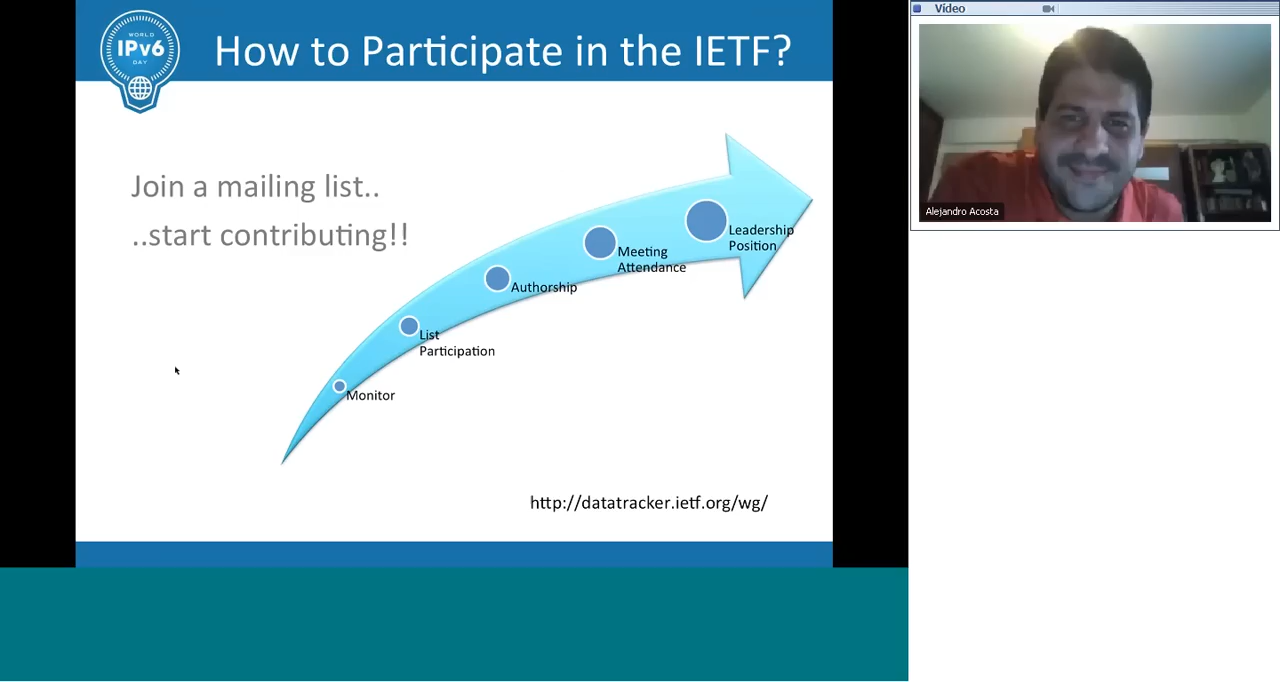 WORLD
IPv6
DAY
How to Participate in the IETF?
Join a mailing list..
..start contributing!!
Leadership
Position
Meeting
Attendance
Authorship
List
Participation
Monitor
http://datatracker.ietf.org/wg/
Vídeo
Alejandro Acosta